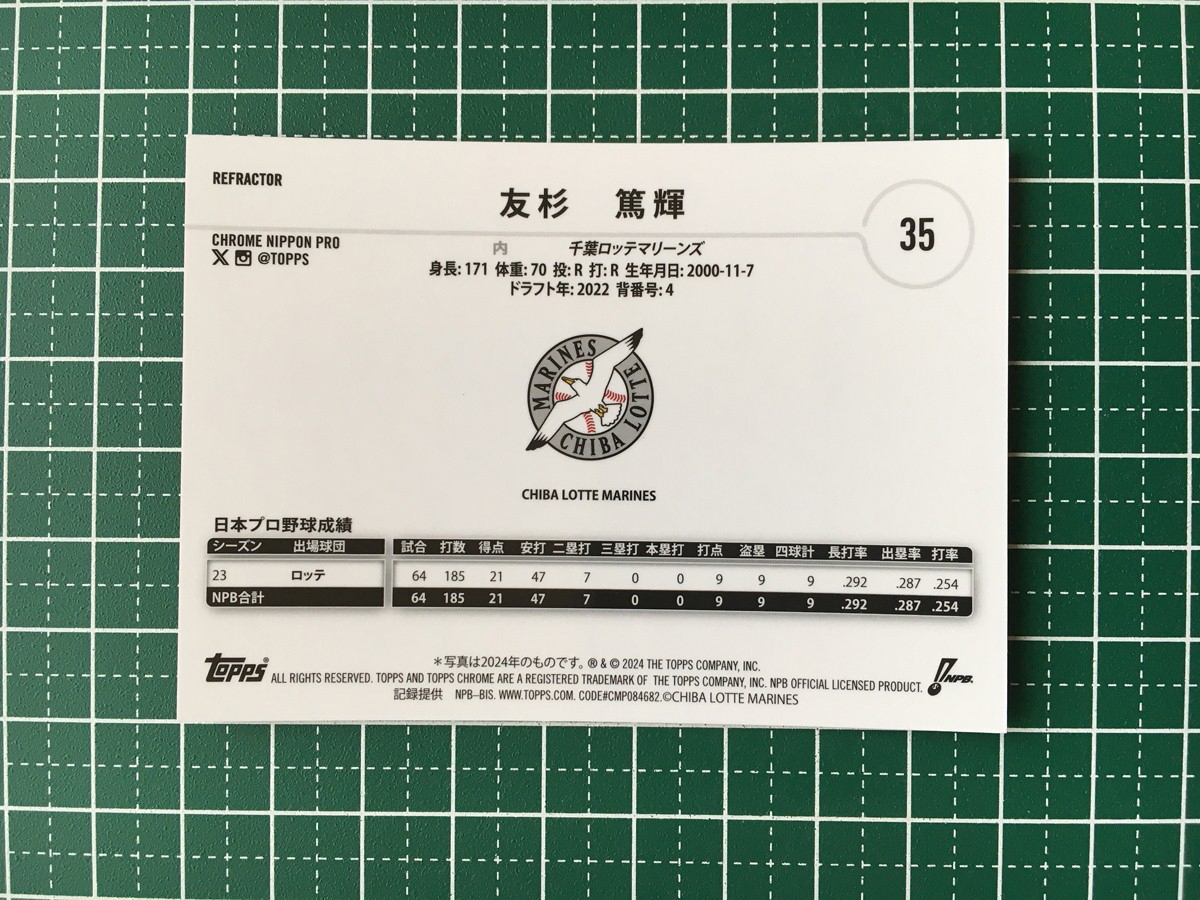 REFRACTOR
友杉 篤輝
35
CHROME NIPPON PRO
@TOPPS
内 千葉ロッテマリーンズ
身長: 171 体重: 70 投: R 打: R 生年月日: 2000-11-7
ドラフト年: 2022 背番号: 4
MARINES
CHIBA LOTTE
CHIBA LOTTE MARINES
日本プロ野球成績
シーズン 出場球団 試合 打数 得点 安打 二塁打 三塁打 本塁打 打点 盗塁 四球計 長打率 出塁率 打率
23 ロッテ 64 185 21 47 7 0 0 9 9 9 .292 .287 .254
NPB合計 64 185 21 47 7 0 0 9 9 9 .292 .287 .254
topps®
＊写真は2024年のものです。 ® & © 2024 THE TOPPS COMPANY, INC.
ALL RIGHTS RESERVED. TOPPS AND TOPPS CHROME ARE A REGISTERED TRADEMARK OF THE TOPPS COMPANY, INC. NPB OFFICIAL LICENSED PRODUCT.
記録提供 NPB–BIS. WWW.TOPPS.COM. CODE#CMP084682.©CHIBA LOTTE MARINES
NPB.